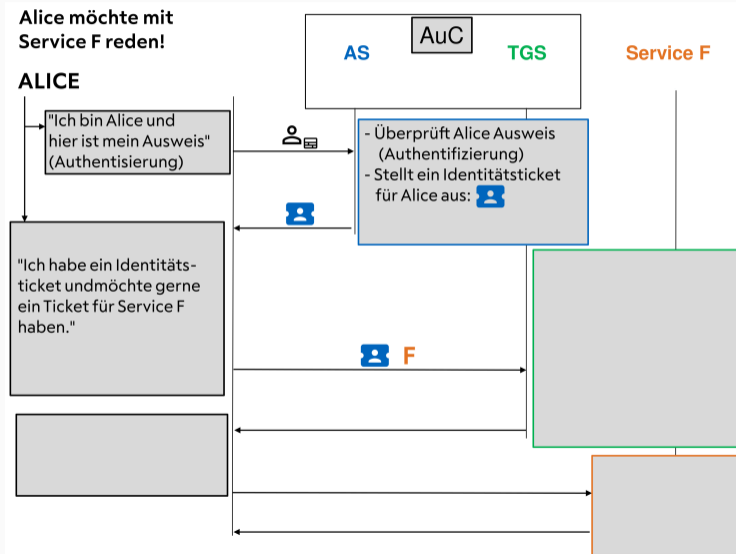 Alice möchte mit
Service F reden!
AuC
AS
TGS
Service F
ALICE
"Ich bin Alice und
hier ist mein Ausweis"
(Authentisierung)
- Überprüft Alice Ausweis
(Authentifizierung)
- Stellt ein Identitätsticket
für Alice aus:
"Ich habe ein Identitäts-
ticket undmöchte gerne
ein Ticket für Service F
haben."
F